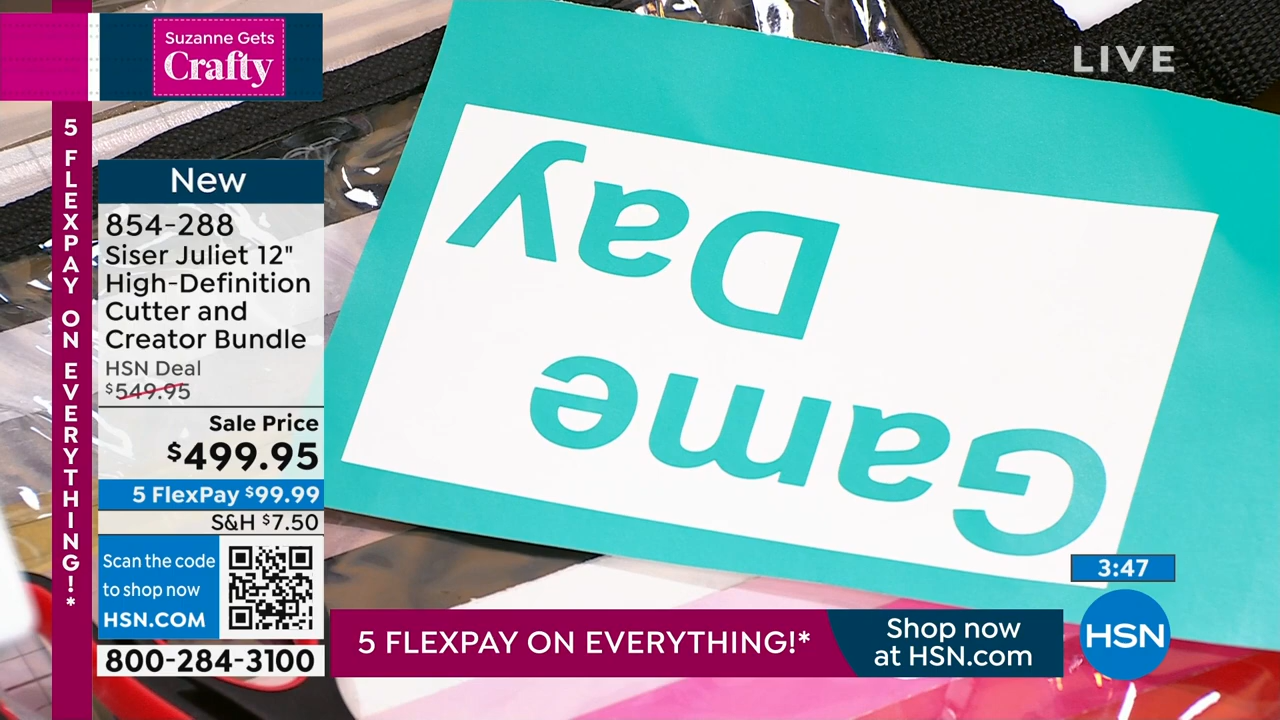 Suzanne Gets
Crafty
LIVE
5 FLEXPAY ON EVERYTHING!*
New
854-288
Siser Juliet 12"
High-Definition
Cutter and
Creator Bundle
HSN Deal
$549.95
Sale Price
$499.95
5 FlexPay $99.99
S&H $7.50
Scan the code
to shop now
HSN.COM
800-284-3100
Game
Day
3:47
5 FLEXPAY ON EVERYTHING!*
Shop now
at HSN.com
HSN